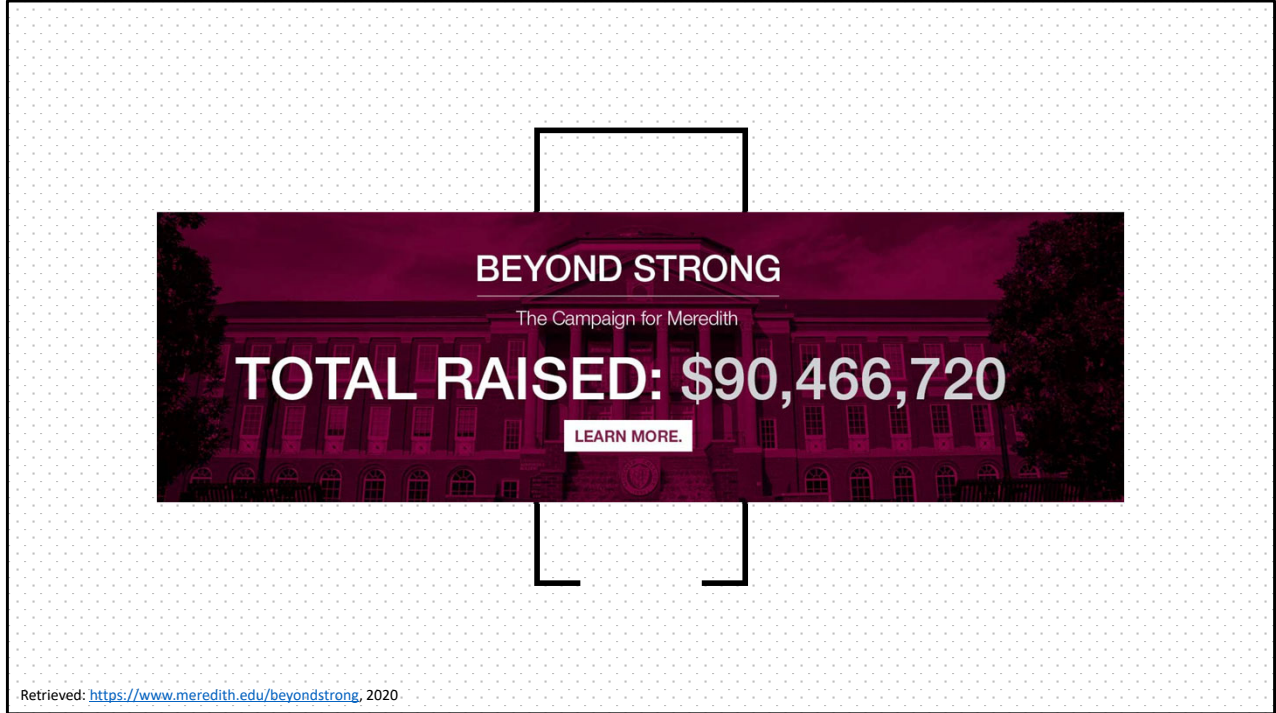 BEYOND STRONG
The Campaign for Meredith
TOTAL RAISED: $90,466,720
LEARN MORE.
Retrieved: https://www.meredith.edu/beyondstrong, 2020